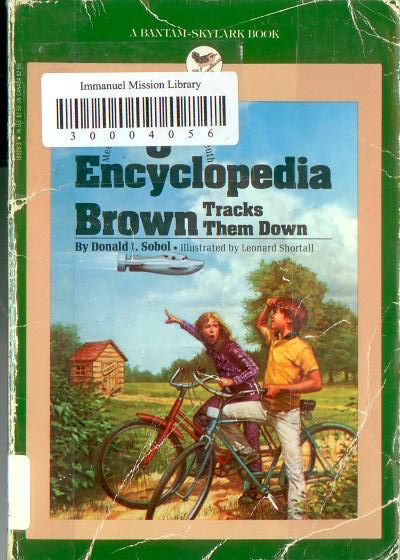 A BANTAM-SKYLARK BOOK
Immanuel Mission Library
30004056
Encyclopedia
Brown Tracks
Them Down
By Donald J. Sobol • illustrated by Leonard Shortall